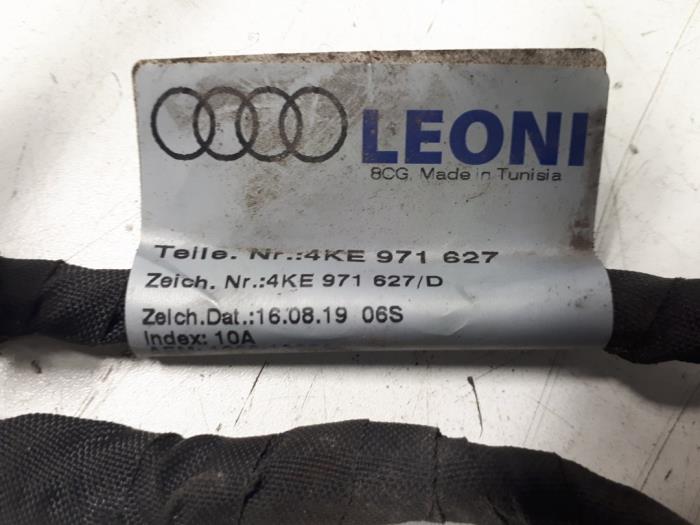 LEONI
8CG, Made in Tunisia
Teile. Nr.:4KE 971 627
Zeich. Nr.:4KE 971 627/D
Zeich.Dat.:16.08.19 06S
Index: 10A